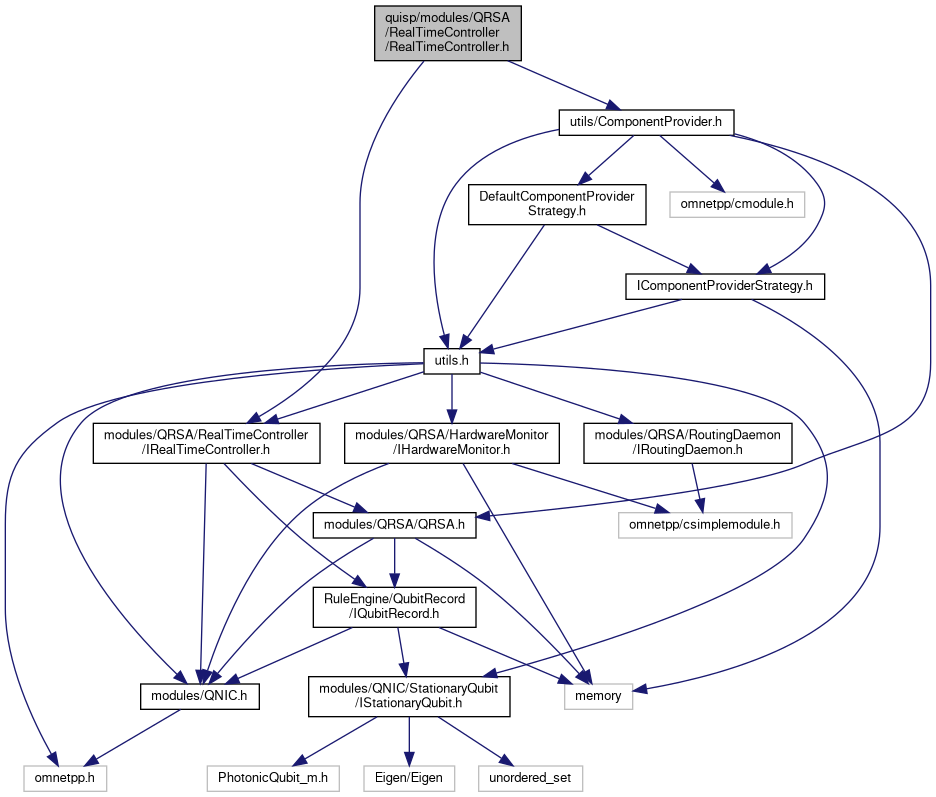 quisp/modules/QRSA
/RealTimeController
/RealTimeController.h
utils/ComponentProvider.h
DefaultComponentProvider
Strategy.h
omnetpp/cmodule.h
IComponentProviderStrategy.h
utils.h
modules/QRSA/RealTimeController
/IRealTimeController.h
modules/QRSA/HardwareMonitor
/IHardwareMonitor.h
modules/QRSA/RoutingDaemon
/IRoutingDaemon.h
modules/QRSA/QRSA.h
omnetpp/csimplemodule.h
RuleEngine/QubitRecord
/IQubitRecord.h
modules/QNIC.h
modules/QNIC/StationaryQubit
/IStationaryQubit.h
memory
omnetpp.h
PhotonicQubit_m.h
Eigen/Eigen
unordered_set